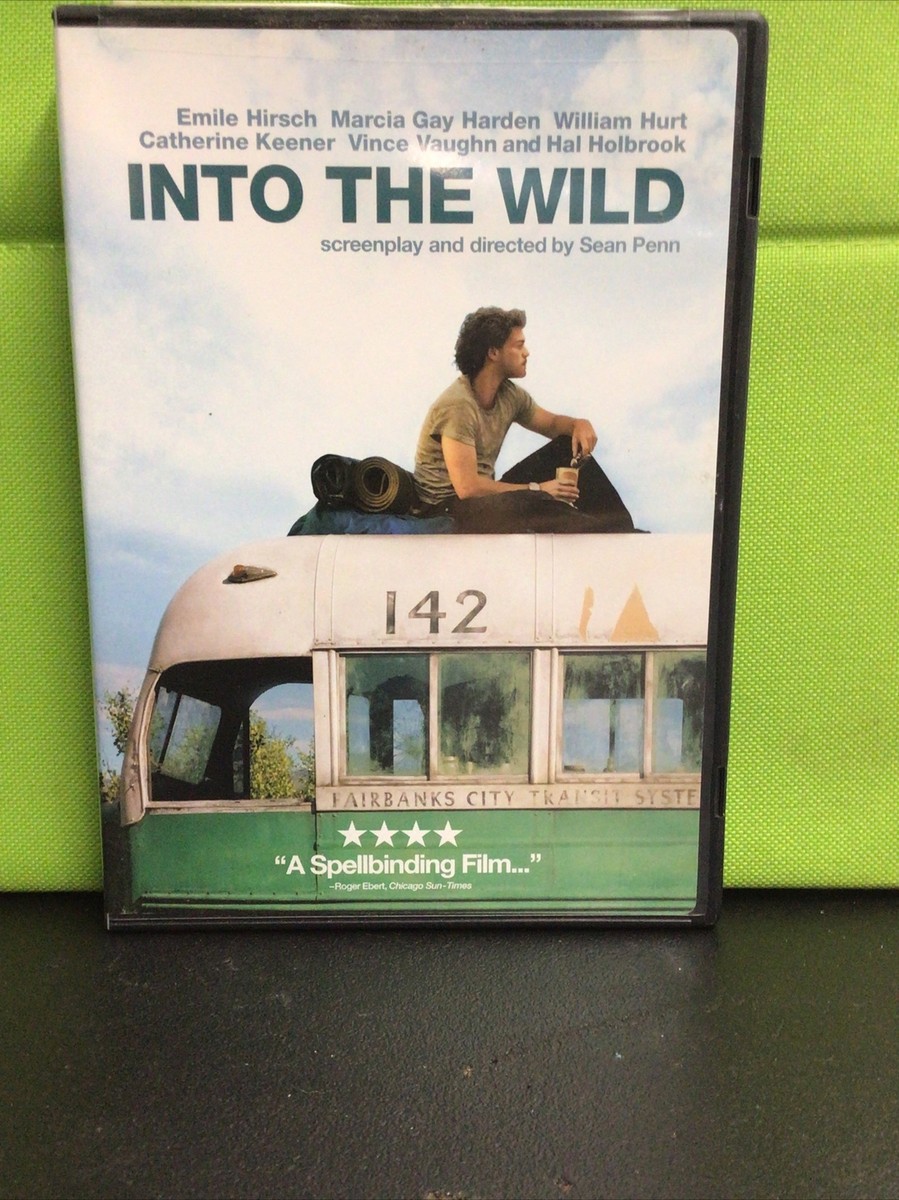 Emile Hirsch Marcia Gay Harden William Hurt
Catherine Keener Vince Vaughn and Hal Holbrook
INTO THE WILD
screenplay and directed by Sean Penn
142
FAIRBANKS CITY TRANSIT SYSTE
★★★★
“A Spellbinding Film...”
–Roger Ebert, Chicago Sun-Times